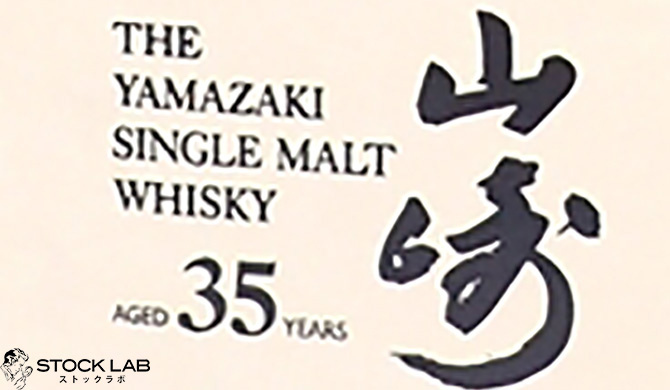 THE
YAMAZAKI
SINGLE MALT
WHISKY
AGED 35 YEARS
山崎
STOCK LAB
ストックラボ